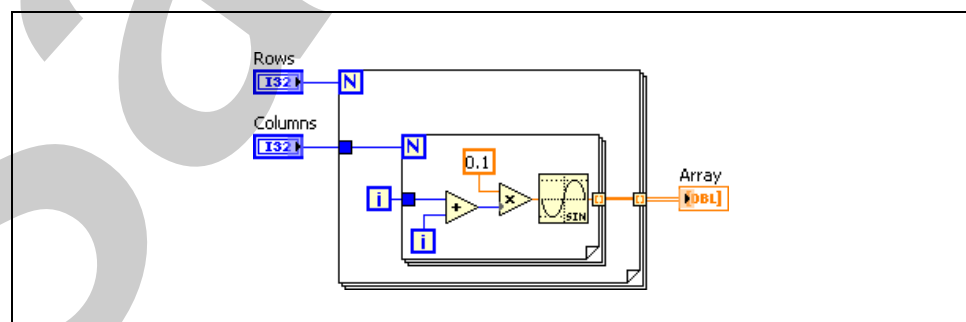 Rows
I32
N
Columns
I32
N
0.1
Array
i
+
x
SIN
DBL]
i